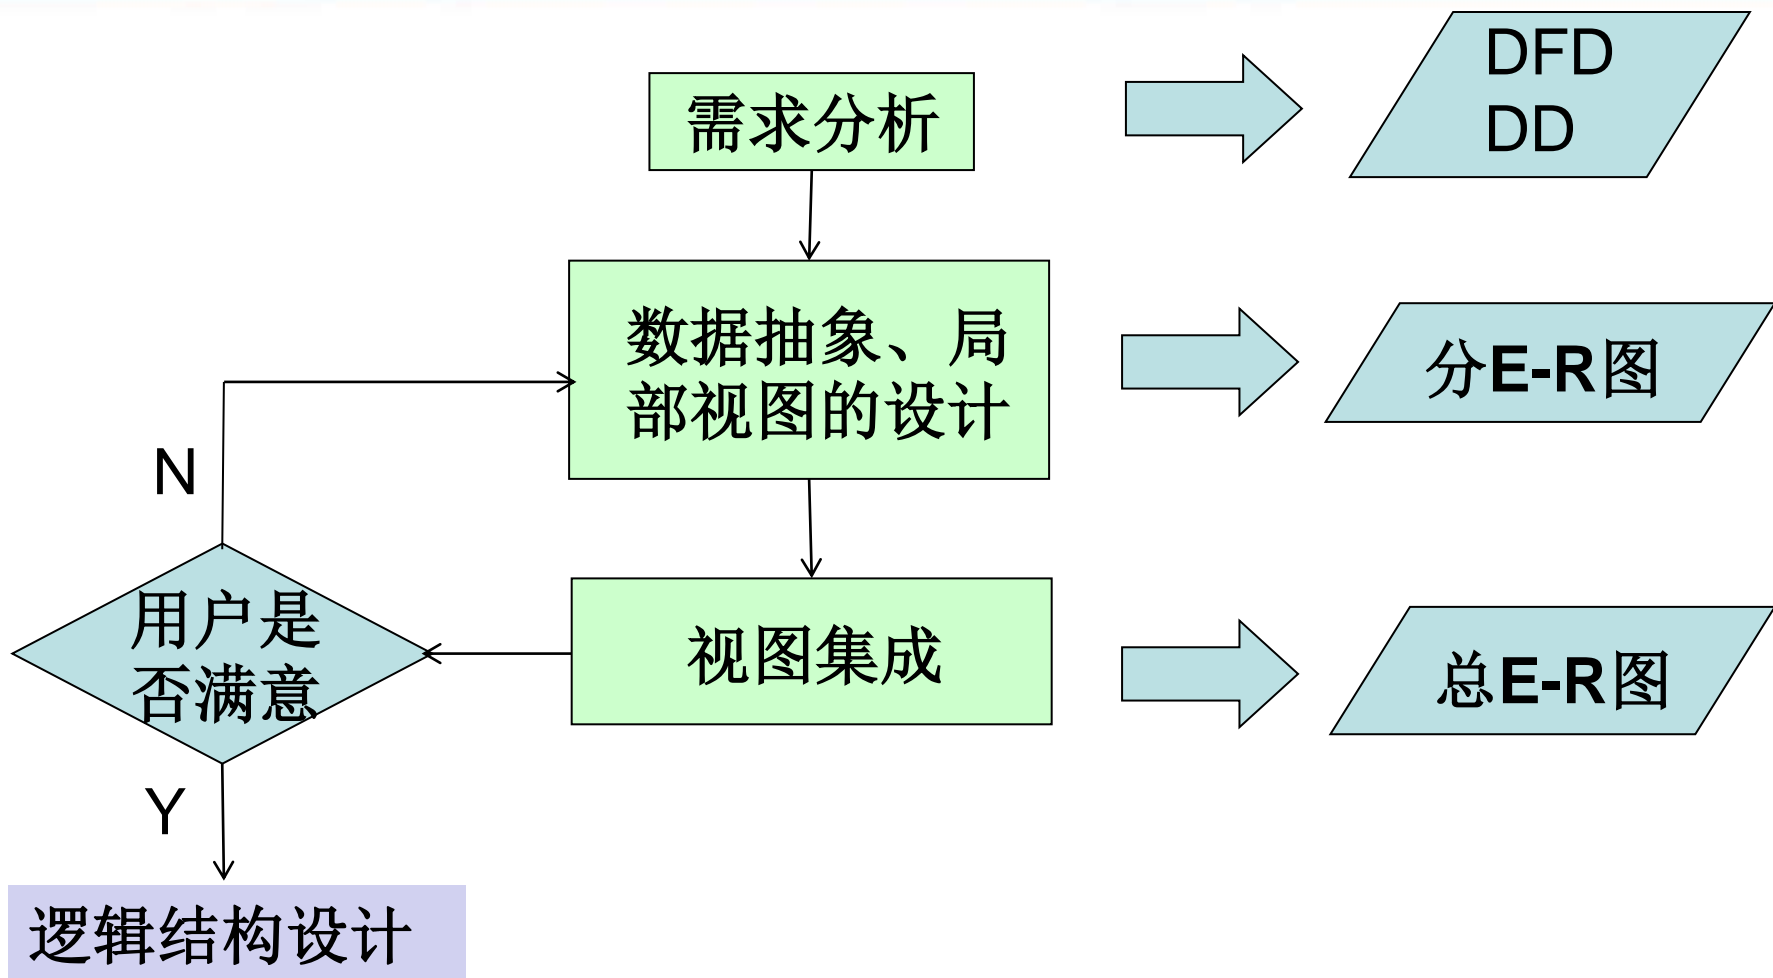 需求分析
DFD
DD
数据抽象、局
部视图的设计
分E-R图
N
用户是
否满意
视图集成
总E-R图
Y
逻辑结构设计